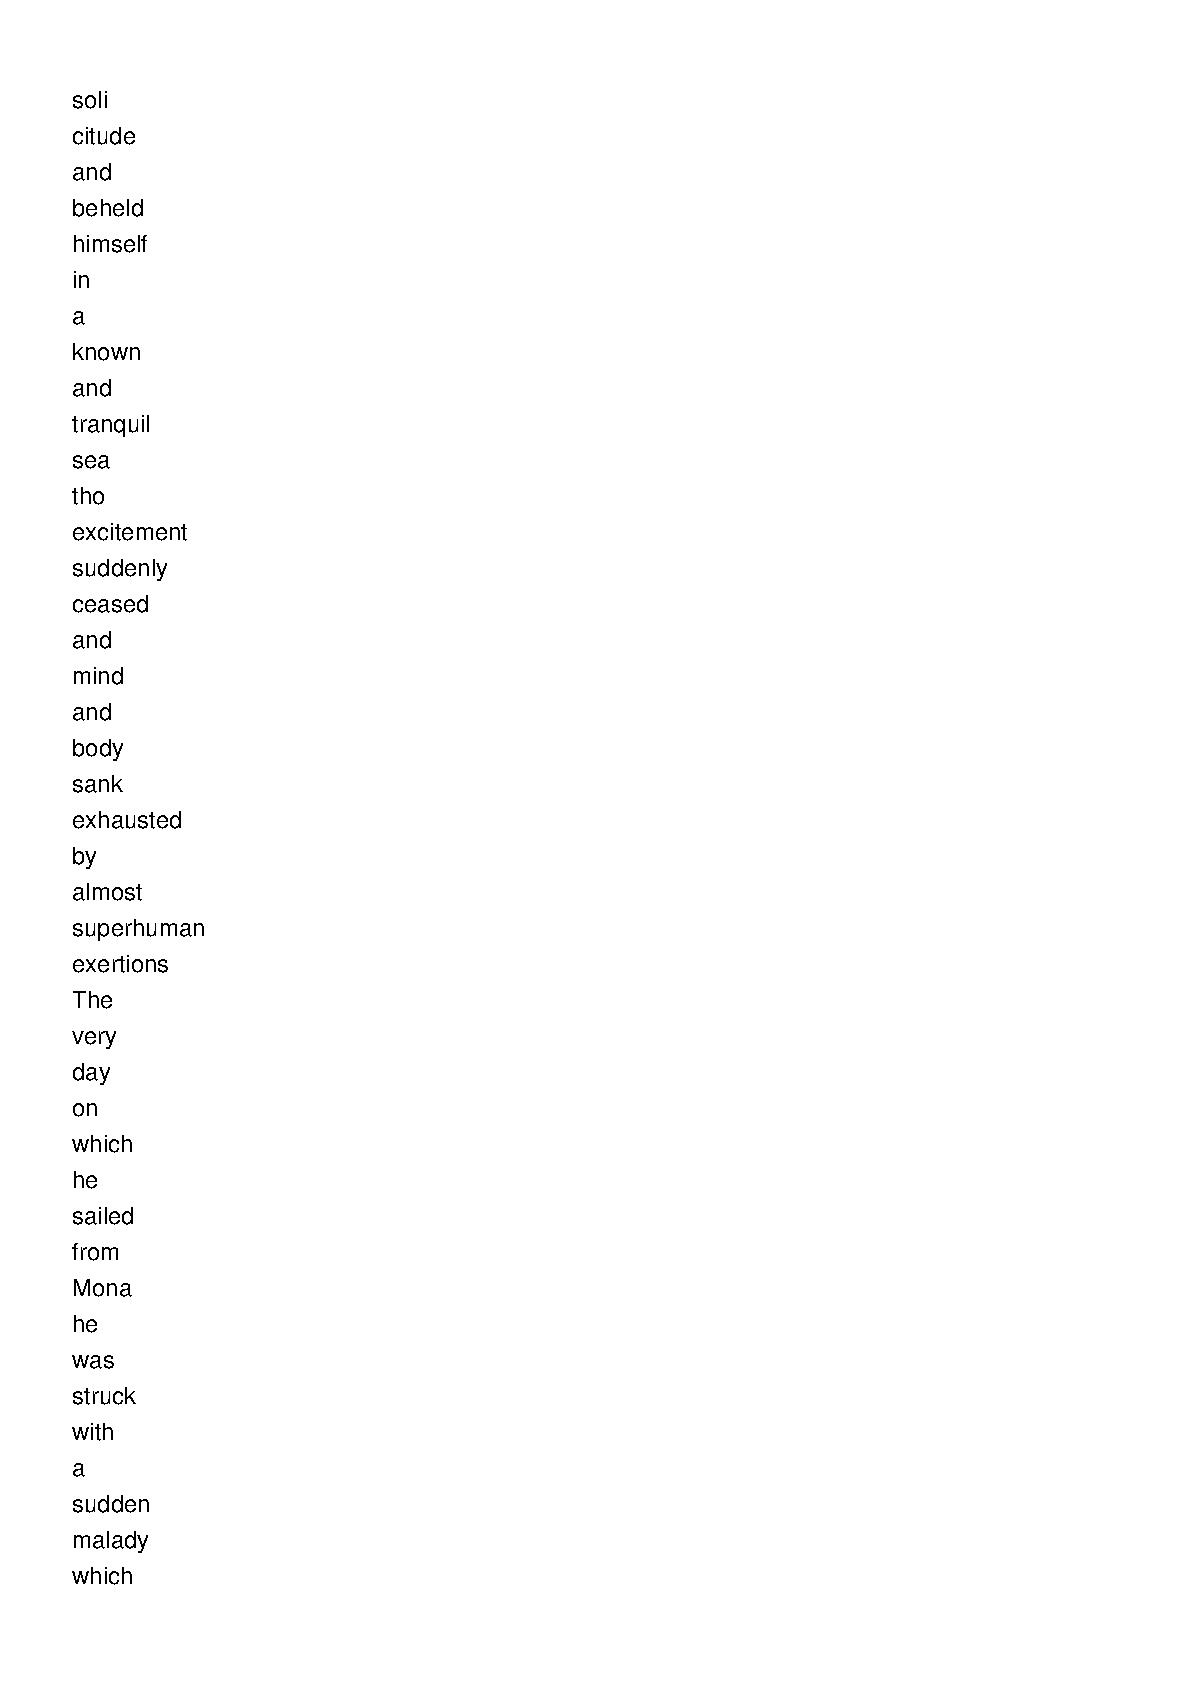 soli
citude
and
beheld
himself
in
a
known
and
tranquil
sea
tho
excitement
suddenly
ceased
and
mind
and
body
sank
exhausted
by
almost
superhuman
exertions
The
very
day
on
which
he
sailed
from
Mona
he
was
struck
with
a
sudden
malady
which